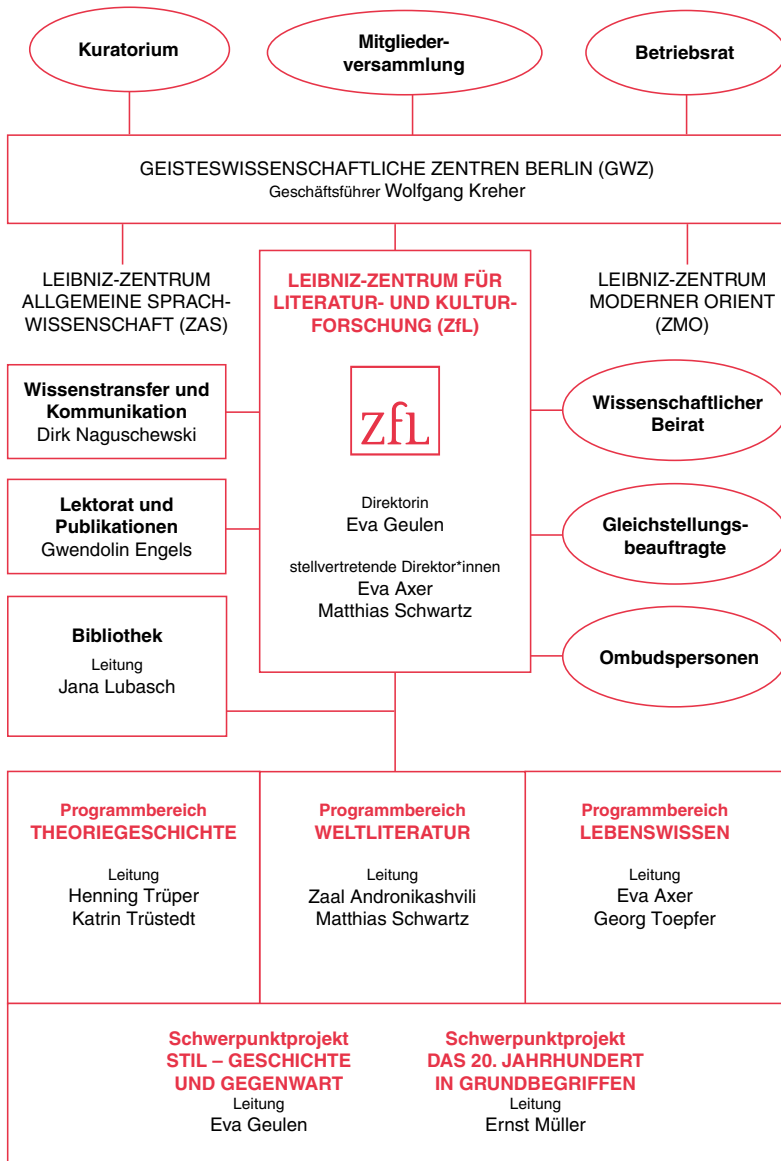 Kuratorium
Mitglieder-
versammlung
Betriebsrat
GEISTESWISSENSCHAFTLICHE ZENTREN BERLIN (GWZ)
Geschäftsführer Wolfgang Kreher
LEIBNIZ-ZENTRUM
ALLGEMEINE SPRACH-
WISSENSCHAFT (ZAS)
LEIBNIZ-ZENTRUM FÜR
LITERATUR- UND KULTUR-
FORSCHUNG (ZfL)
LEIBNIZ-ZENTRUM
MODERNER ORIENT
(ZMO)
Wissenstransfer und
Kommunikation
Dirk Naguschewski
Lektorat und
Publikationen
Gwendolin Engels
Bibliothek
Leitung
Jana Lubasch
zfL
Direktorin
Eva Geulen
stellvertretende Direktor*innen
Eva Axer
Matthias Schwartz
Wissenschaftlicher
Beirat
Gleichstellungs-
beauftragte
Ombudspersonen
Programmbereich
THEORIEGESCHICHTE
Leitung
Henning Trüper
Katrin Trüstedt
Programmbereich
WELTLITERATUR
Leitung
Zaal Andronikashvili
Matthias Schwartz
Programmbereich
LEBENSWISSEN
Leitung
Eva Axer
Georg Toepfer
Schwerpunktprojekt
STIL – GESCHICHTE
UND GEGENWART
Leitung
Eva Geulen
Schwerpunktprojekt
DAS 20. JAHRHUNDERT
IN GRUNDBEGRIFFEN
Leitung
Ernst Müller